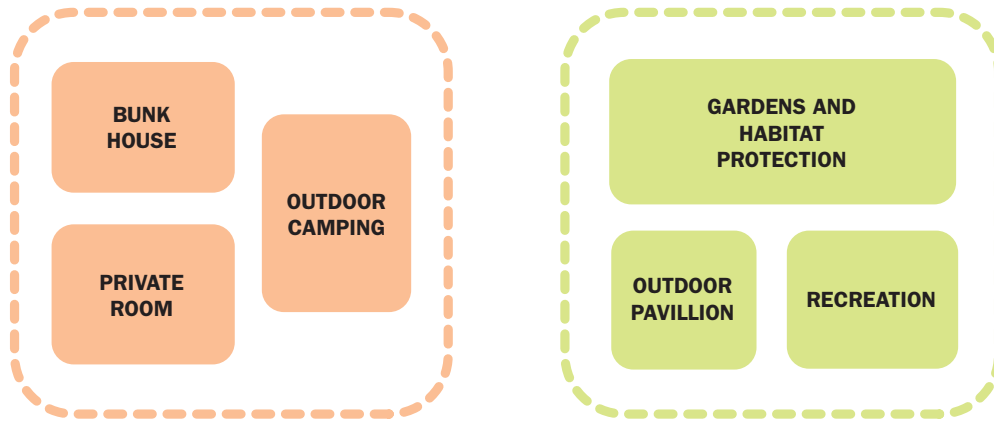 BUNK
HOUSE
OUTDOOR
CAMPING
PRIVATE
ROOM
GARDENS AND
HABITAT
PROTECTION
OUTDOOR
PAVILLION
RECREATION